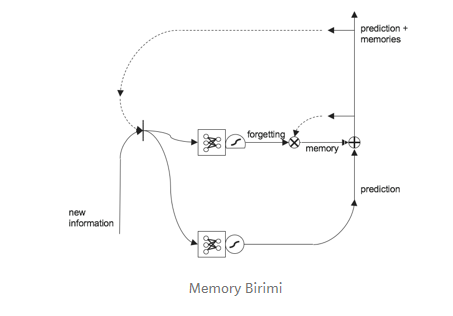 prediction +
memories
forgetting
memory
prediction
new
information
Memory Birimi